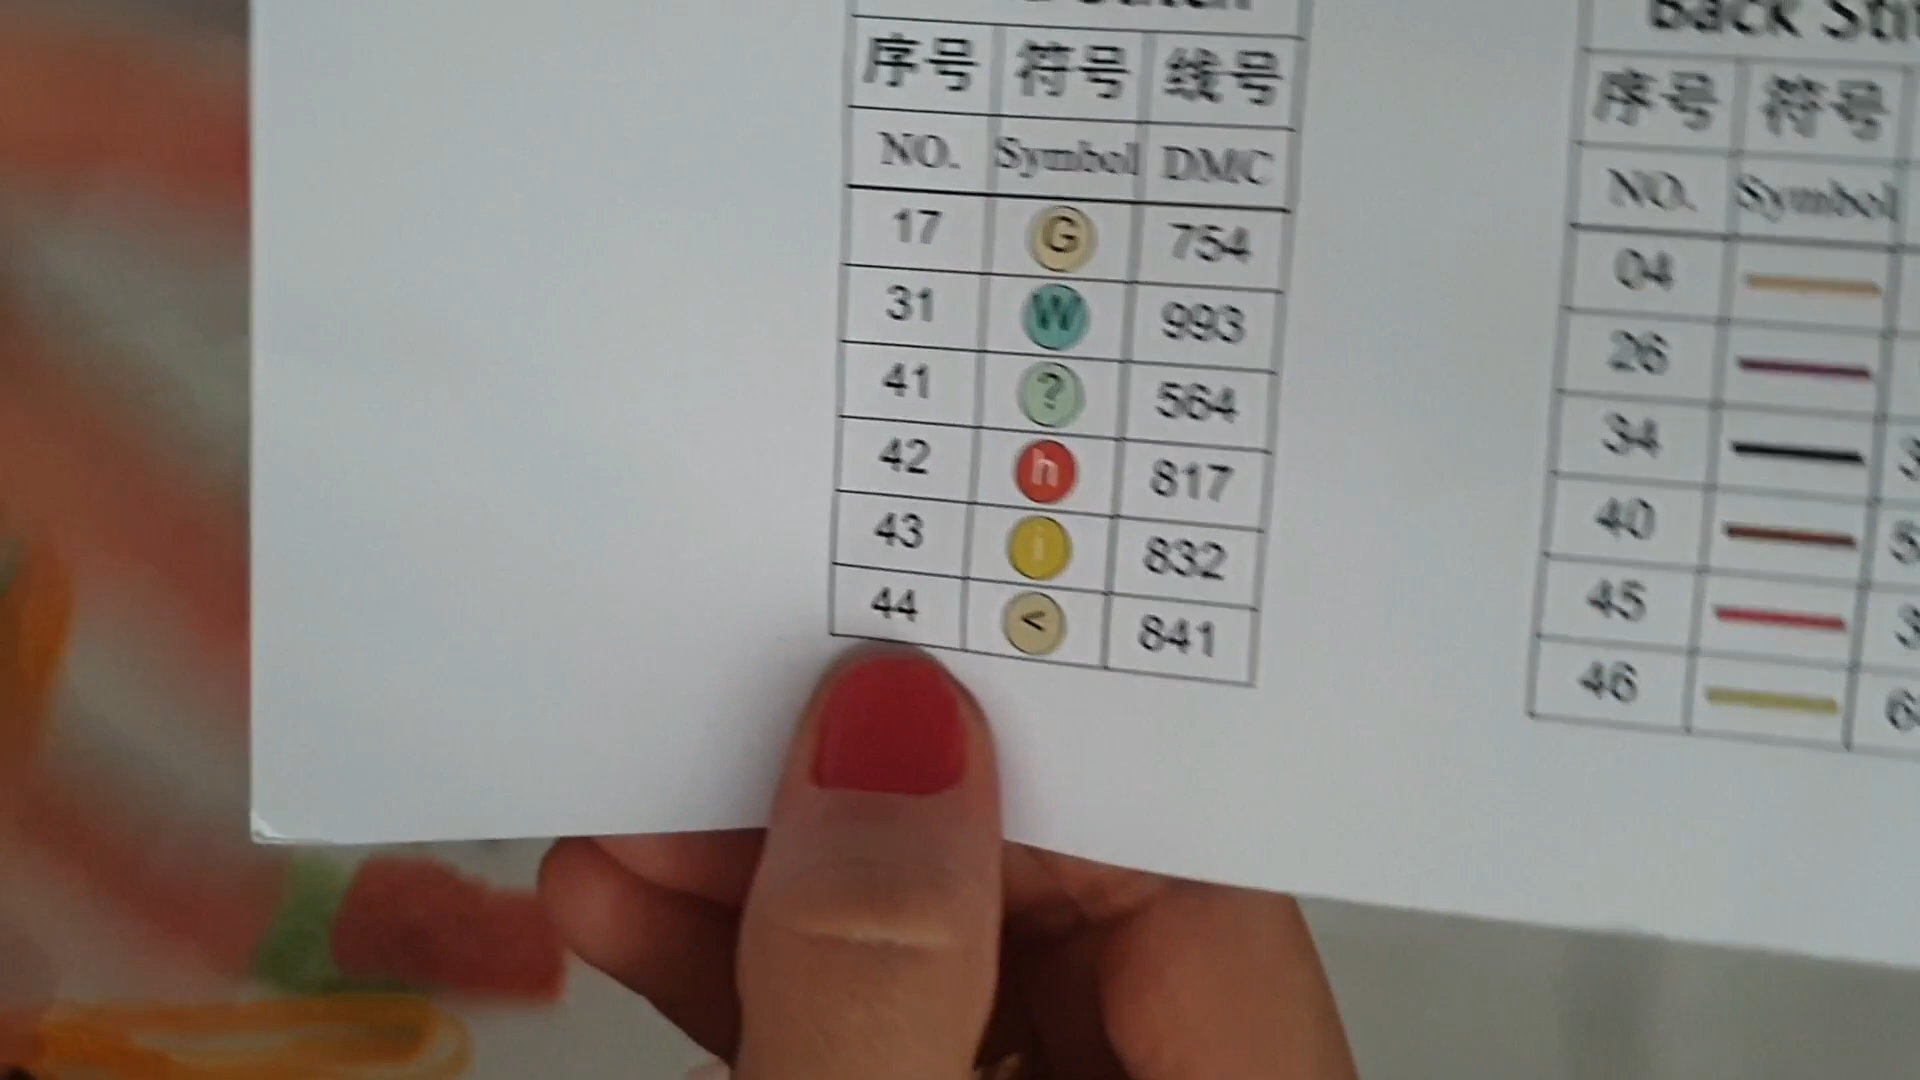 Back
序号 符号 线号
NO. Symbol DMC
17 G 754
31 W 993
41 ? 564
42 h 817
43 i 832
44 < 841
序号 符号
NO. Symbol
04
26
34
40
45
46